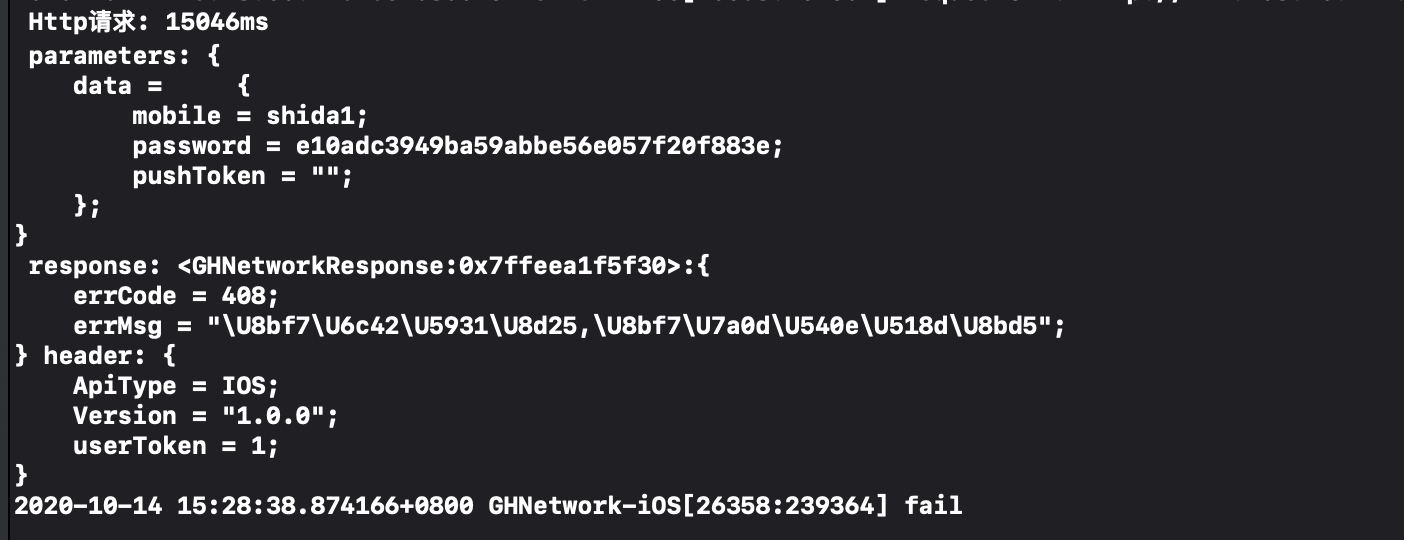 Http请求: 15046ms
parameters: {
data = {
mobile = shida1;
password = e10adc3949ba59abbe56e057f20f883e;
pushToken = "";
};
}
response: <GHNetworkResponse:0x7ffeea1f5f30>:{
errCode = 408;
errMsg = "\U8bf7\U6c42\U5931\U8d25,\U8bf7\U7a0d\U540e\U518d\U8bd5";
} header: {
ApiType = IOS;
Version = "1.0.0";
userToken = 1;
}
2020-10-14 15:28:38.874166+0800 GHNetwork-iOS[26358:239364] fail